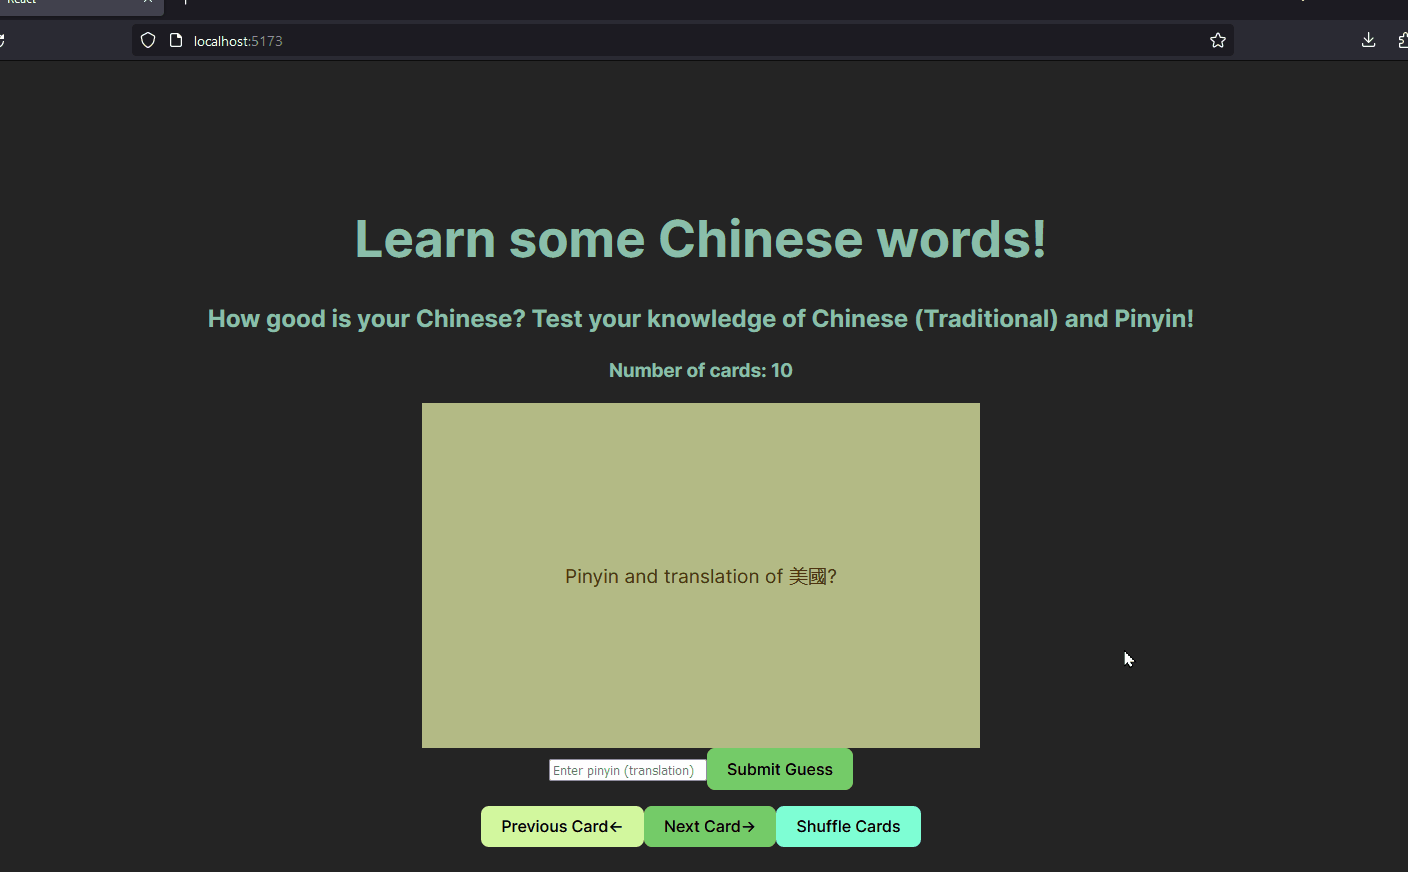 React
localhost:5173
Learn some Chinese words!
How good is your Chinese? Test your knowledge of Chinese (Traditional) and Pinyin!
Number of cards: 10
Pinyin and translation of 美國?
Enter pinyin (translation) Submit Guess
Previous Card← Next Card→ Shuffle Cards